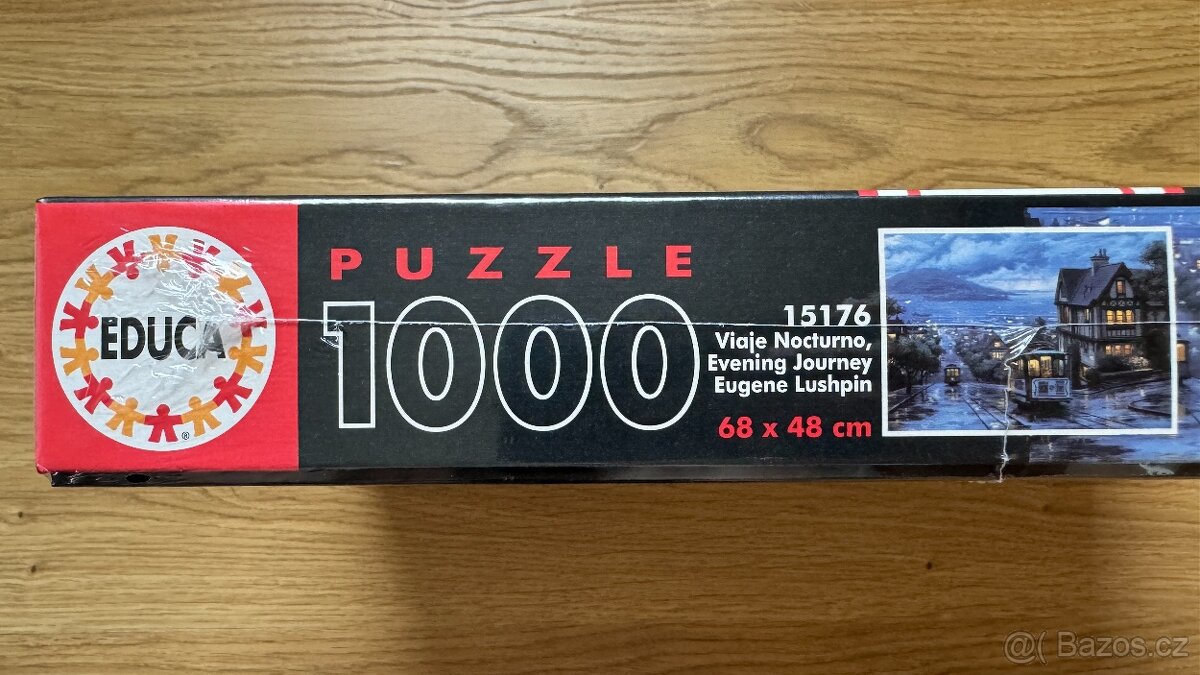 EDUCA
®
PUZZLE
1000
15176
Viaje Nocturno,
Evening Journey
Eugene Lushpin
68 x 48 cm
Bazos.cz